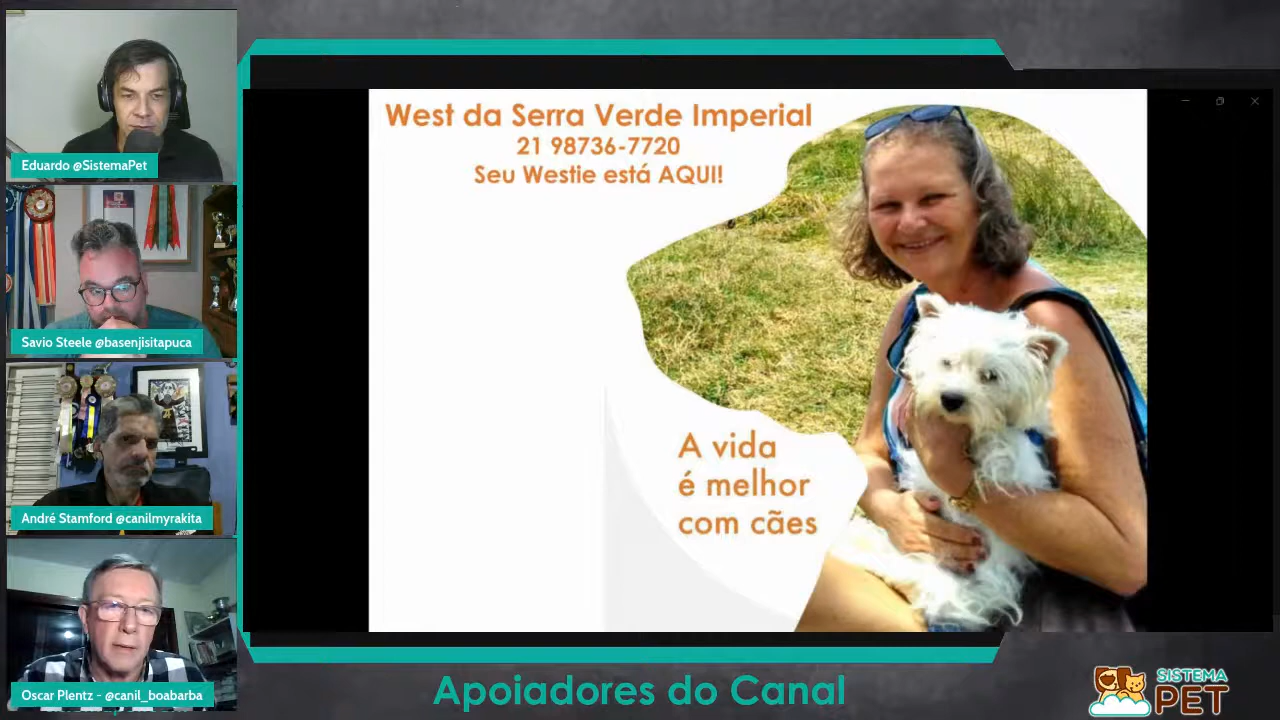 Eduardo @SistemaPet
Savio Steele @basenjisitapuca
André Stamford @canilmyrakita
Oscar Plentz - @canil_boabarba
West da Serra Verde Imperial
21 98736-7720
Seu Westie está AQUI!
A vida
é melhor
com cães
Apoiadores do Canal
SISTEMA
PET